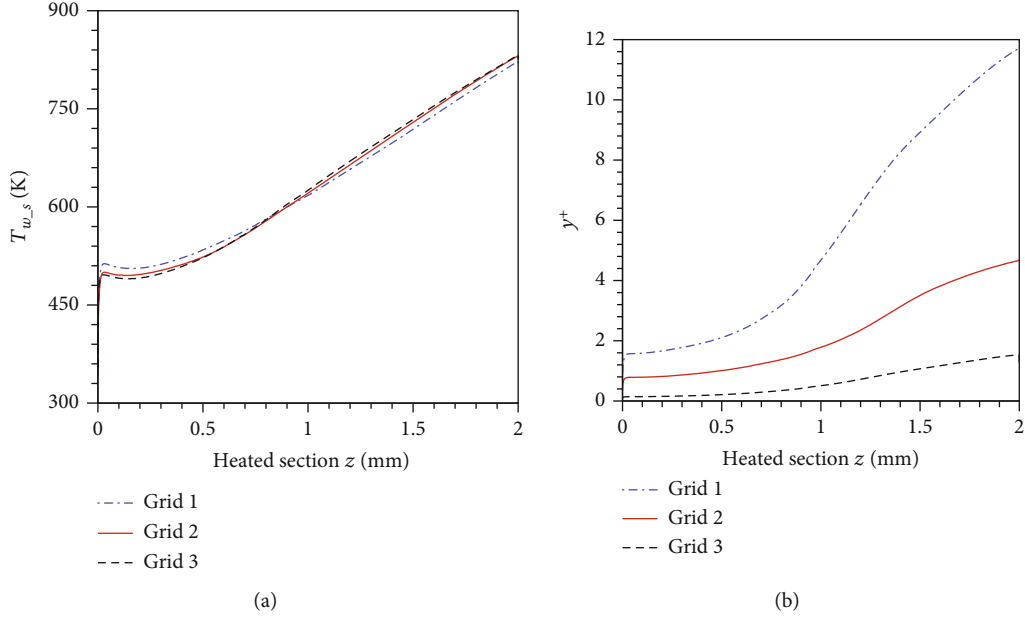 900
750
600
450
300
T_{w_s} (K)
0
0.5
1
1.5
2
Heated section z (mm)
Grid 1
Grid 2
Grid 3
(a)
12
10
8
6
4
2
0
y⁺
0
0.5
1
1.5
2
Heated section z (mm)
Grid 1
Grid 2
Grid 3
(b)